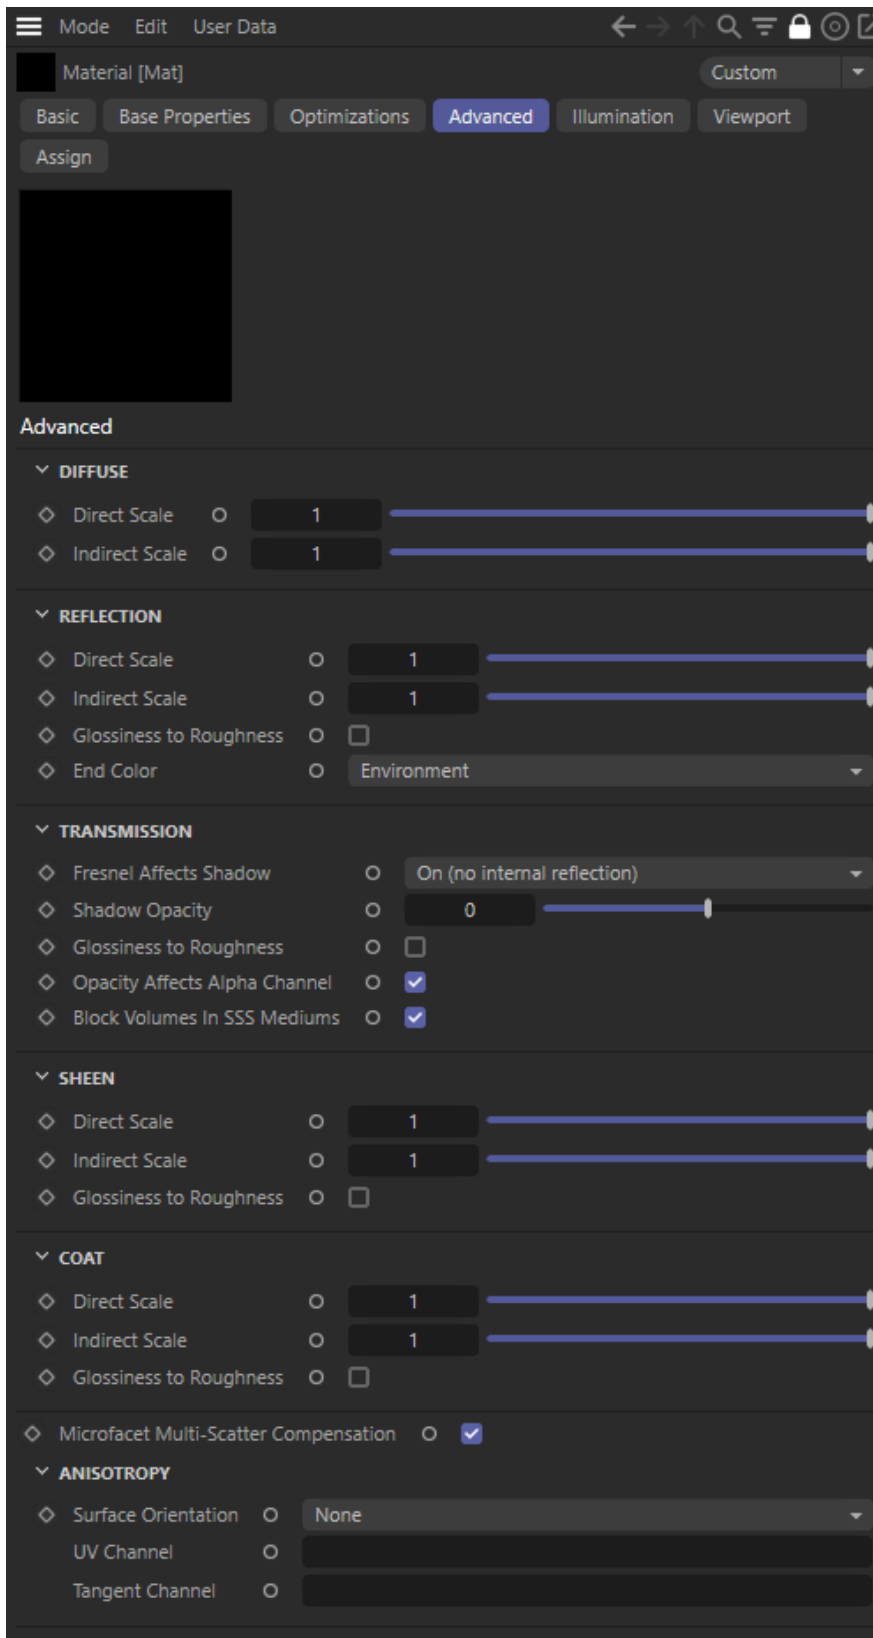 Mode Edit User Data
Material [Mat] Custom
Basic Base Properties Optimizations Advanced Illumination Viewport
Assign
Advanced
DIFFUSE
Direct Scale 1
Indirect Scale 1
REFLECTION
Direct Scale 1
Indirect Scale 1
Glossiness to Roughness
End Color Environment
TRANSMISSION
Fresnel Affects Shadow On (no internal reflection)
Shadow Opacity 0
Glossiness to Roughness
Opacity Affects Alpha Channel
Block Volumes In SSS Mediums
SHEEN
Direct Scale 1
Indirect Scale 1
Glossiness to Roughness
COAT
Direct Scale 1
Indirect Scale 1
Glossiness to Roughness
Microfacet Multi-Scatter Compensation
ANISOTROPY
Surface Orientation None
UV Channel
Tangent Channel